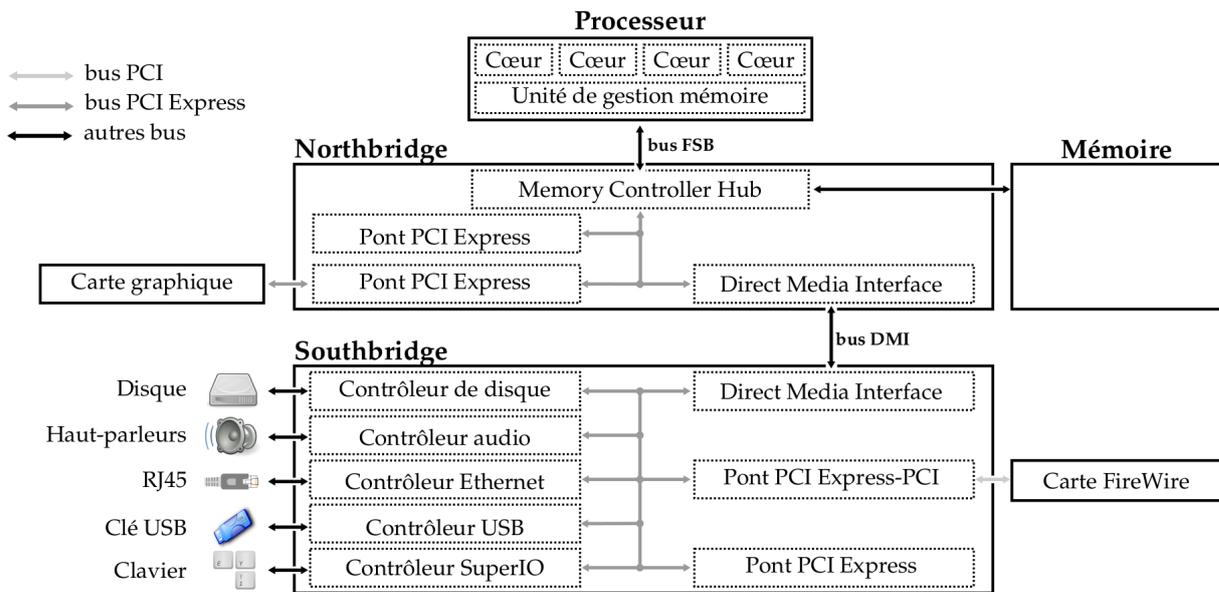 Processeur
Cœur Cœur Cœur Cœur
Unité de gestion mémoire
bus PCI
bus PCI Express
autres bus
bus FSB
Northbridge
Mémoire
Memory Controller Hub
Pont PCI Express
Carte graphique
Pont PCI Express
Direct Media Interface
bus DMI
Southbridge
Disque
Contrôleur de disque
Direct Media Interface
Haut-parleurs
Contrôleur audio
RJ45
Contrôleur Ethernet
Pont PCI Express-PCI
Carte FireWire
Clé USB
Contrôleur USB
Clavier
Contrôleur SuperIO
Pont PCI Express